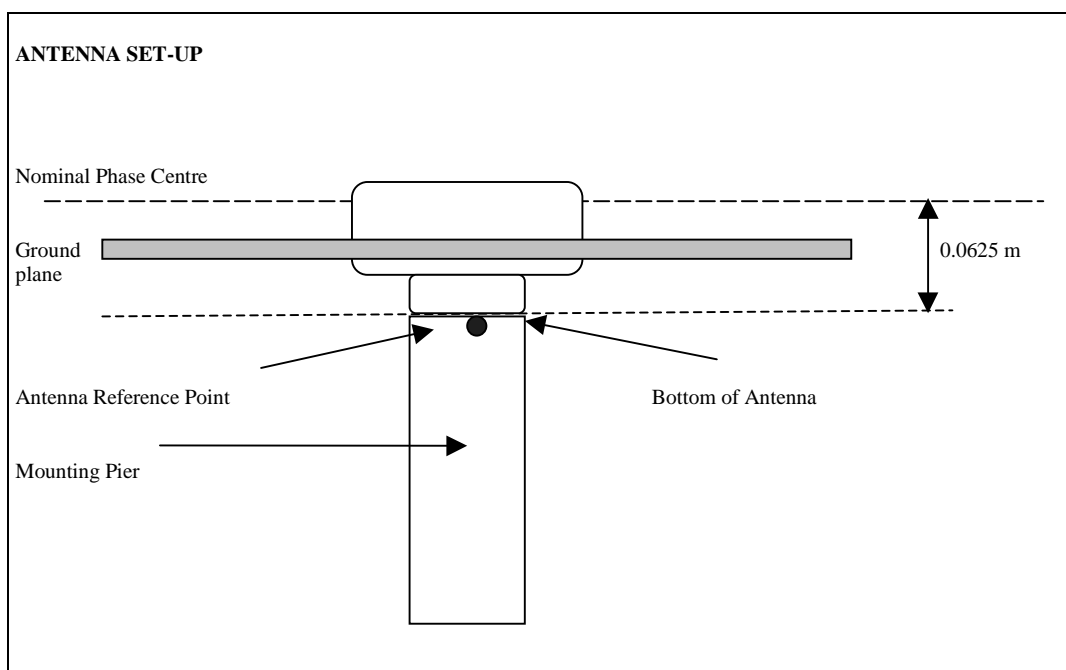 ANTENNA SET-UP
Nominal Phase Centre
Ground
plane
0.0625 m
Antenna Reference Point
Bottom of Antenna
Mounting Pier